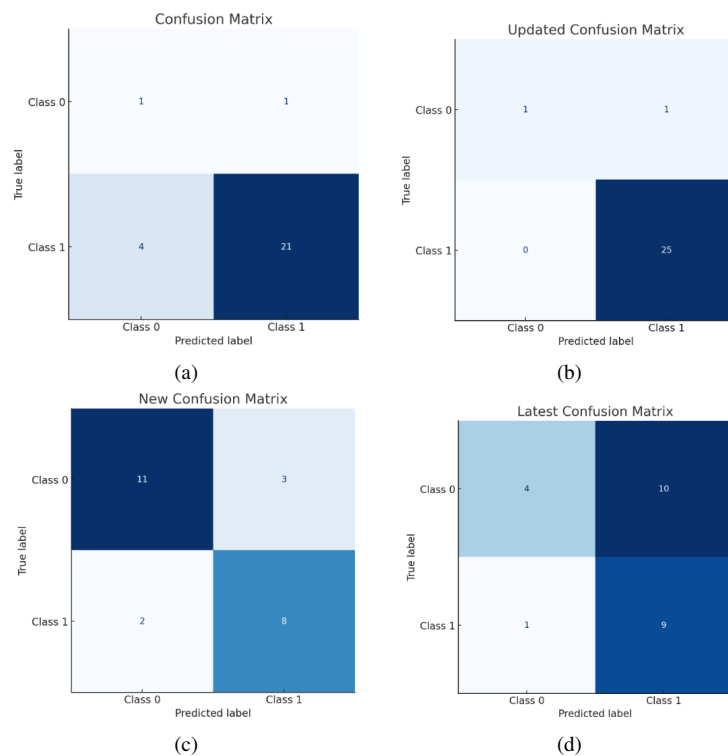 Confusion Matrix
Class 0
1
1
True label
Class 1
4
21
Class 0
Class 1
Predicted label
(a)
Updated Confusion Matrix
Class 0
1
1
True label
Class 1
0
25
Class 0
Class 1
Predicted label
(b)
New Confusion Matrix
Class 0
11
3
True label
Class 1
2
8
Class 0
Class 1
Predicted label
(c)
Latest Confusion Matrix
Class 0
4
10
True label
Class 1
1
9
Class 0
Class 1
Predicted label
(d)